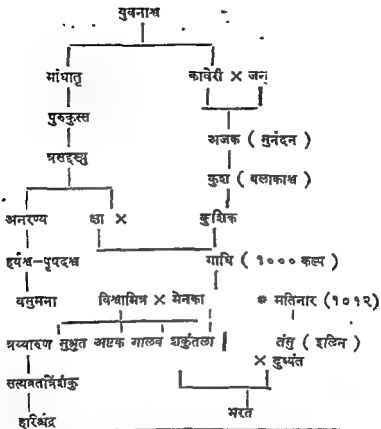 युवनाश्व
मांधातृ कावेरी × जन्हु
पुरुकुत्स
अजक ( सुनंदन )
त्रसद्दस्यु
कुश ( बलाकाश्व )
अनरण्य × कुशिक
हर्यश्व-पृषदश्व गाधि ( १००० कल्प )
वसुमना विश्वामित्र × मेनका * मतिनार ( १०१२ )
त्रय्यारुण सुश्रुत अष्टक गालव शकुंतला तंसु ( इलिन )
× दुष्यंत
सत्यव्रतत्रिशंकु
भरत
हरिश्चंद्र